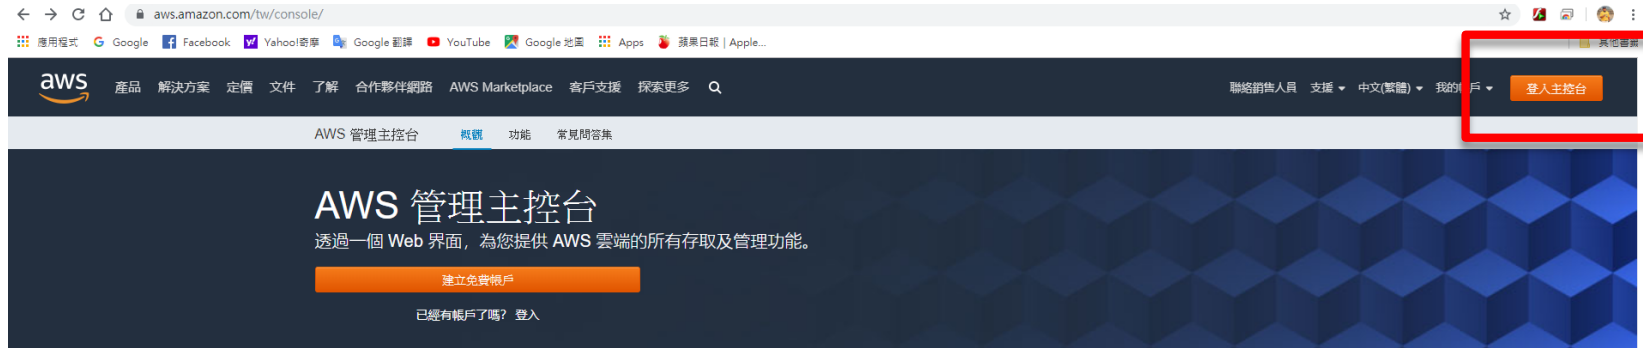 aws.amazon.com/tw/console/
應用程式 Google Facebook Yahoo!奇摩 Google 翻譯 YouTube Google 地圖 Apps 蘋果日報 | Apple... 其他書籤
aws 產品 解決方案 定價 文件 了解 合作夥伴網路 AWS Marketplace 客戶支援 探索更多 聯絡銷售人員 支援 中文(繁體) 我的帳戶 登入主控台
AWS 管理主控台 概觀 功能 常見問答集
AWS 管理主控台
透過一個 Web 界面，為您提供 AWS 雲端的所有存取及管理功能。
建立免費帳戶
已經有帳戶了嗎？ 登入